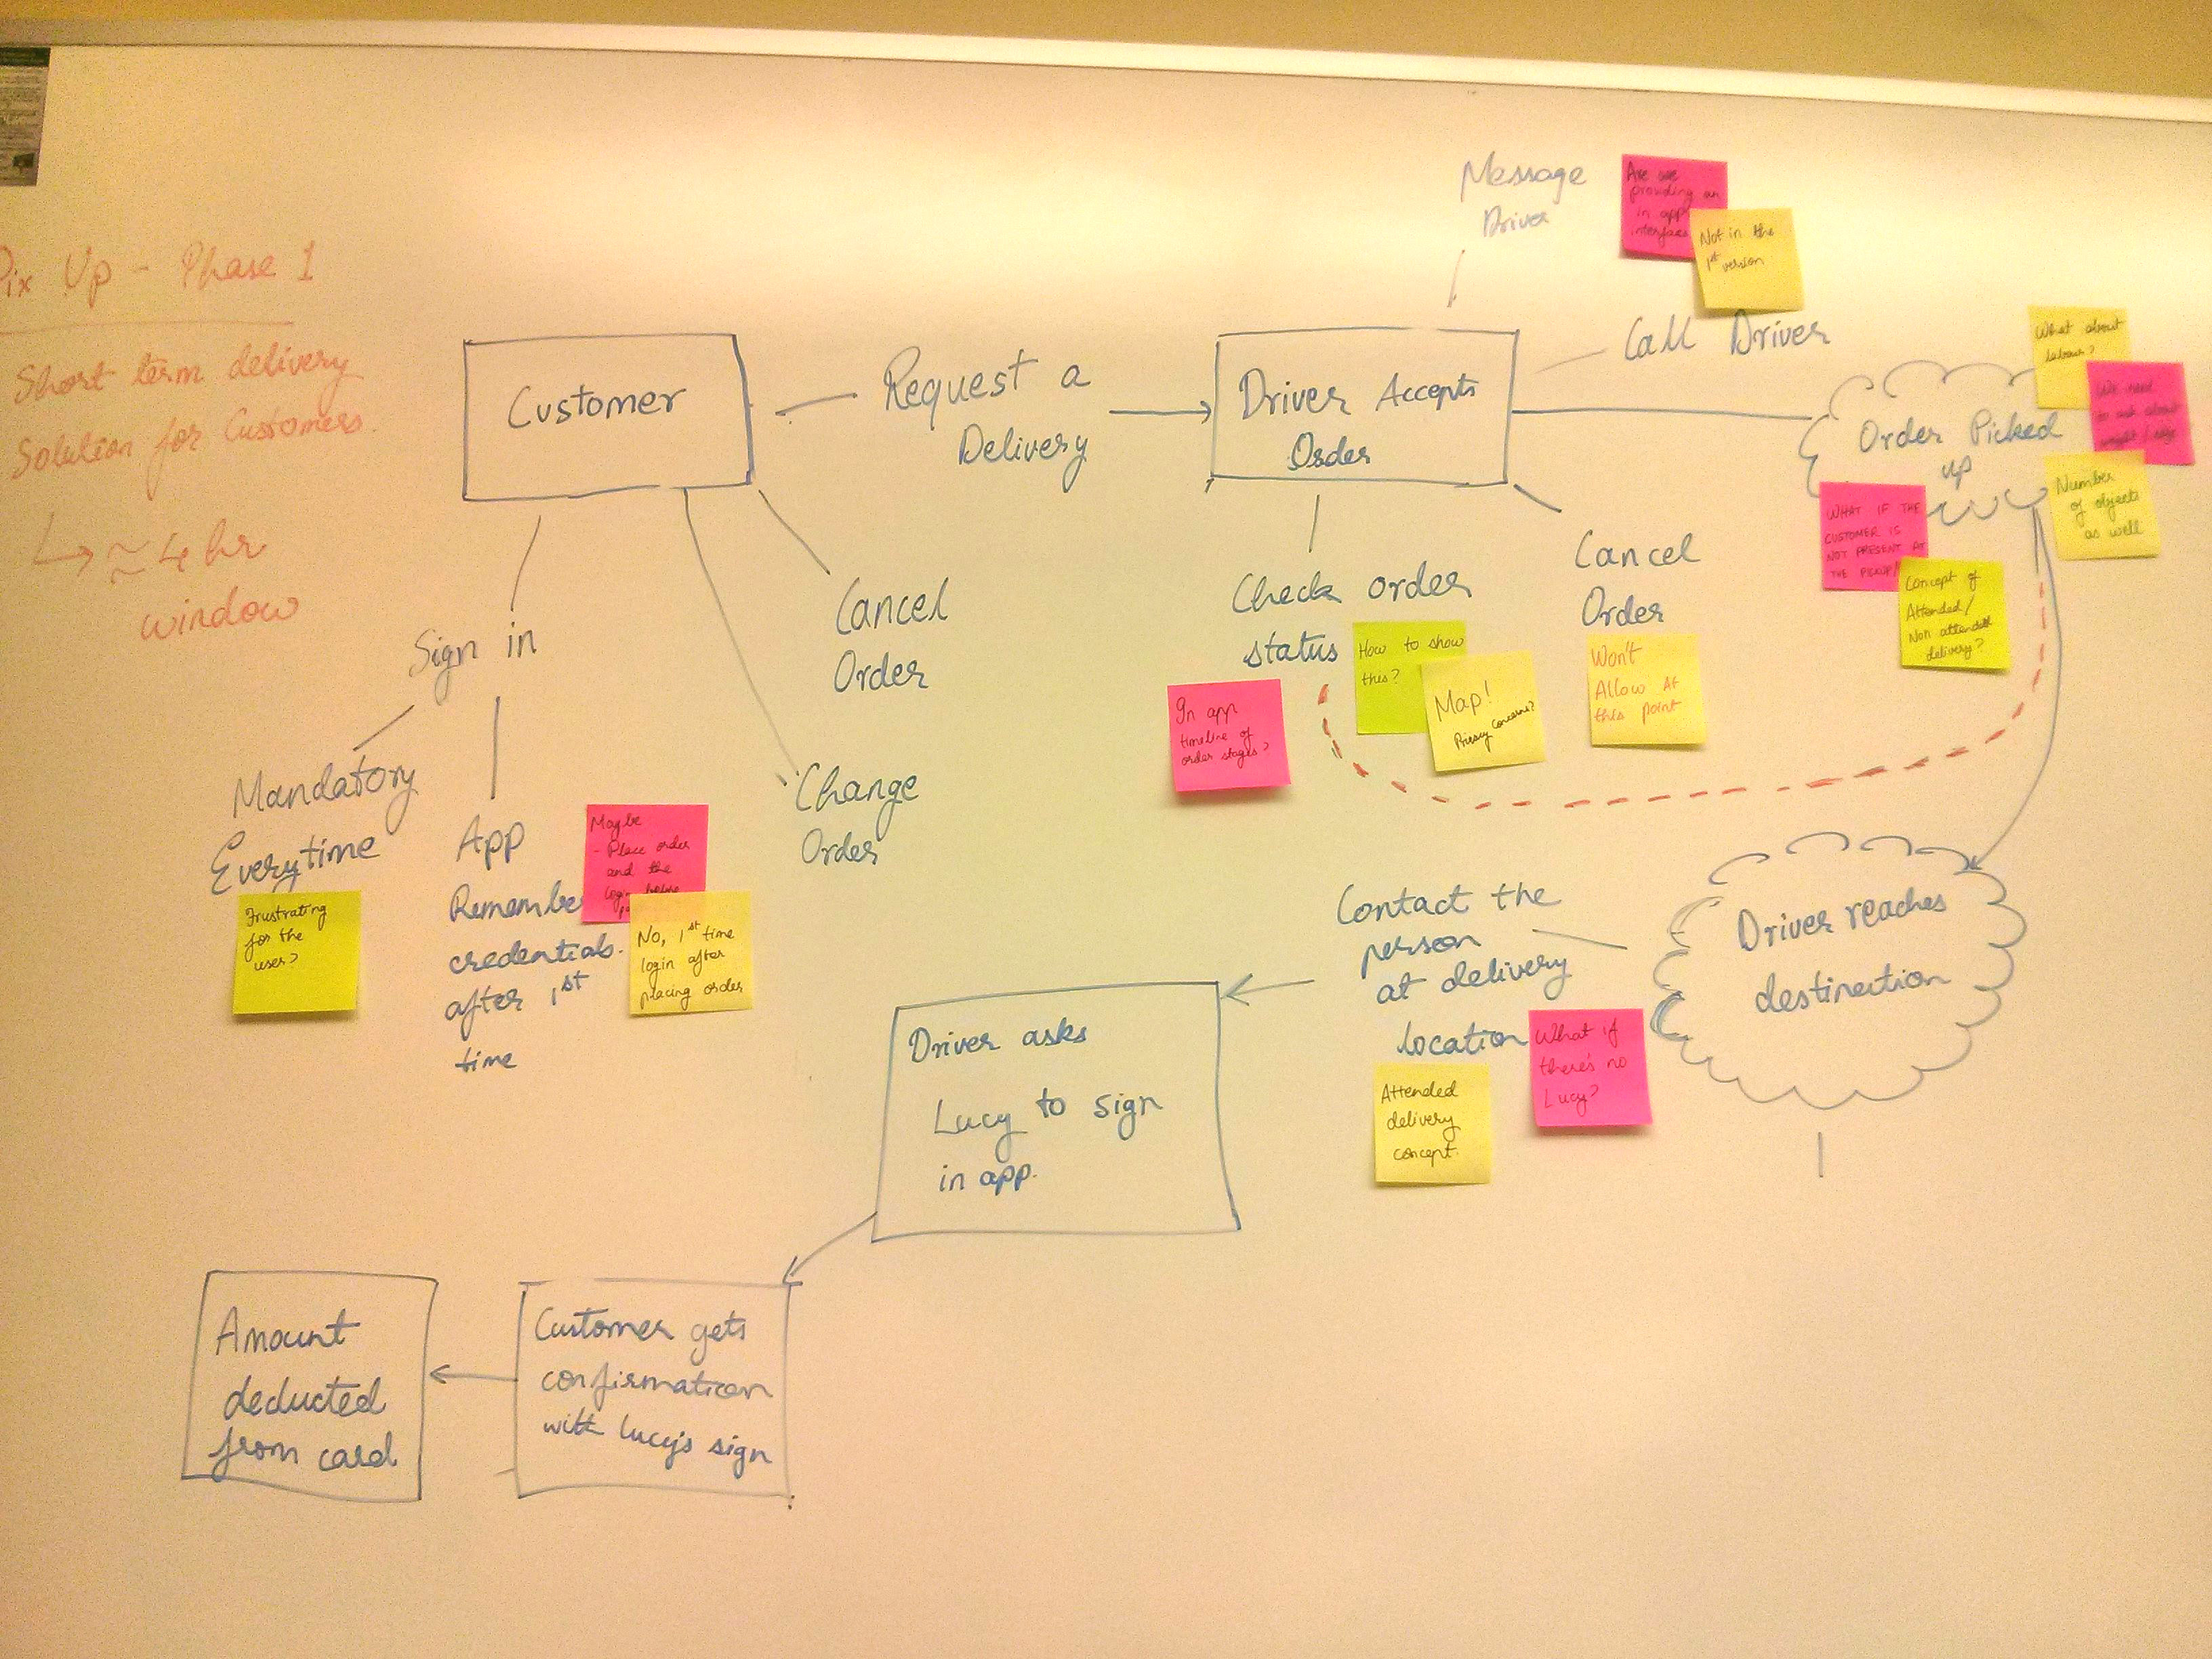 Pix Up - Phase 1
Short term delivery
Solution for Customers.
↳ ≈ 4 hr
window
Customer
Request a
Delivery
Driver Accepts
Order
Message
Driver
Are we
providing an
in app
interface
Not in the
1st version
Call Driver
Order Picked
up
What about
labour?
We need
to ask about
weight / size
Number
of objects
as well
WHAT IF THE
CUSTOMER IS
NOT PRESENT AT
THE PICKUP/
Concept of
Attended/
Non attended
delivery?
Sign in
Mandatory
Everytime
Frustrating
for the
user?
App
Remember
credentials.
after 1st
time
Maybe
- Place order
and the
login before
No, 1st time
login after
placing order
Cancel
Order
Change
Order
Check order
status
How to show
this?
Map!
Privacy concerns?
In app
timeline of
order stages?
Cancel
Order
Won't
Allow At
this point
Driver reaches
destination
Contact the
person
at delivery
location
What if
there's no
Lucy?
Attended
delivery
concept.
Driver asks
Lucy to sign
in app.
Customer gets
confirmation
with Lucy's sign
Amount
deducted
from card